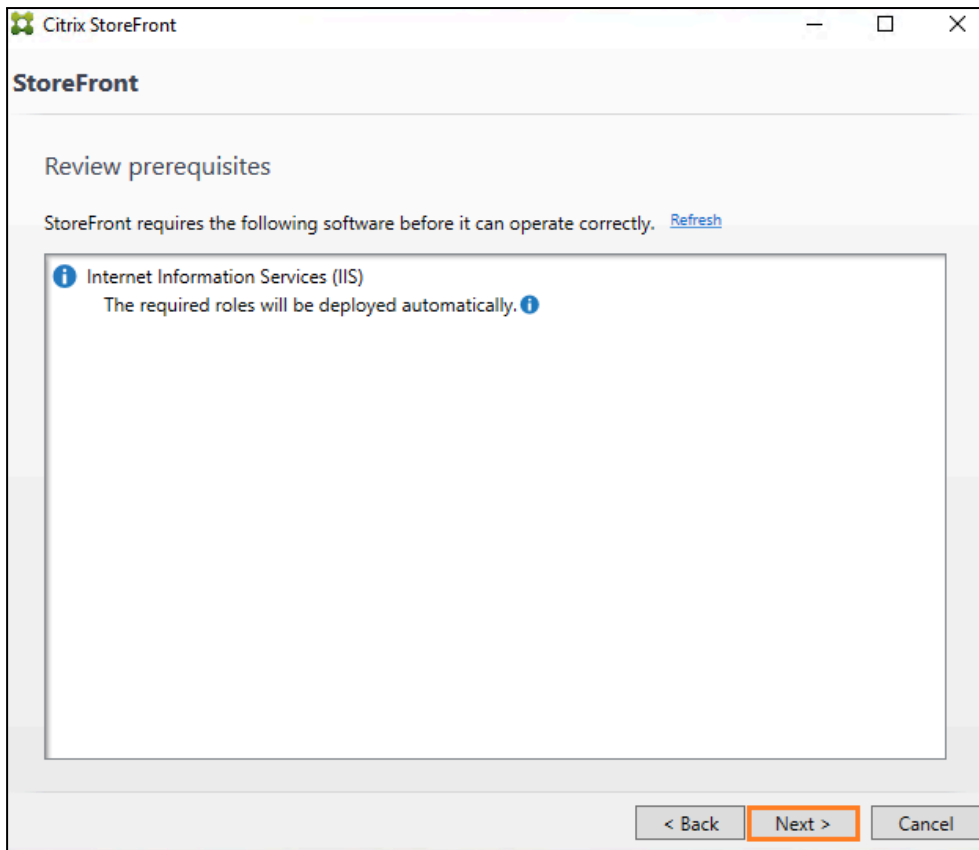 Citrix StoreFront
StoreFront
Review prerequisites
StoreFront requires the following software before it can operate correctly. Refresh
Internet Information Services (IIS)
The required roles will be deployed automatically.
< Back Next > Cancel